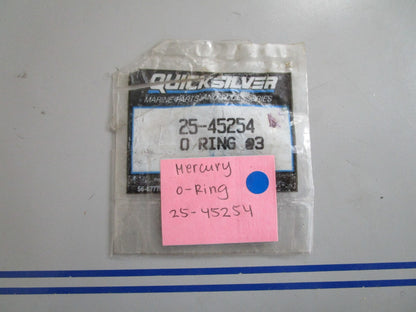 QUICKSILVER
MARINE PARTS AND ACCESSORIES
25-45254
O RING @3
Mercury
O-Ring
25-45254